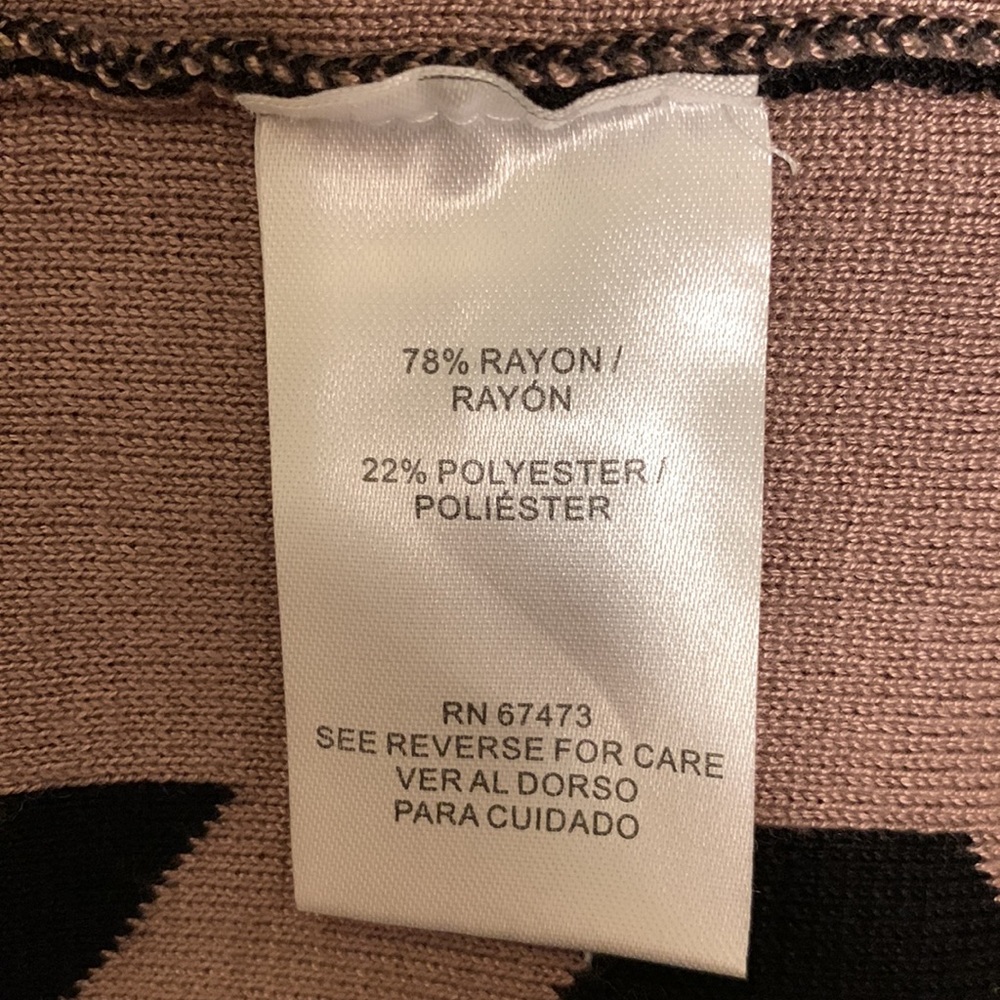 78% RAYON /
RAYÓN
22% POLYESTER /
POLIÉSTER
RN 67473
SEE REVERSE FOR CARE
VER AL DORSO
PARA CUIDADO